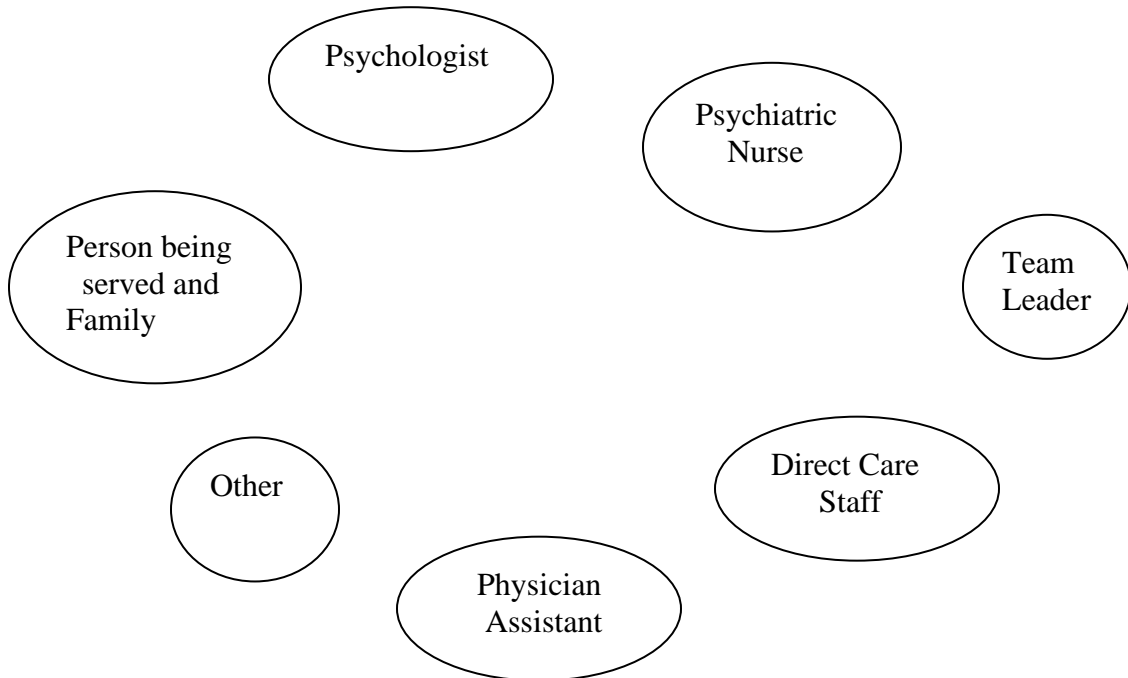 Psychologist
Psychiatric
Nurse
Person being
served and
Family
Team
Leader
Direct Care
Staff
Other
Physician
Assistant